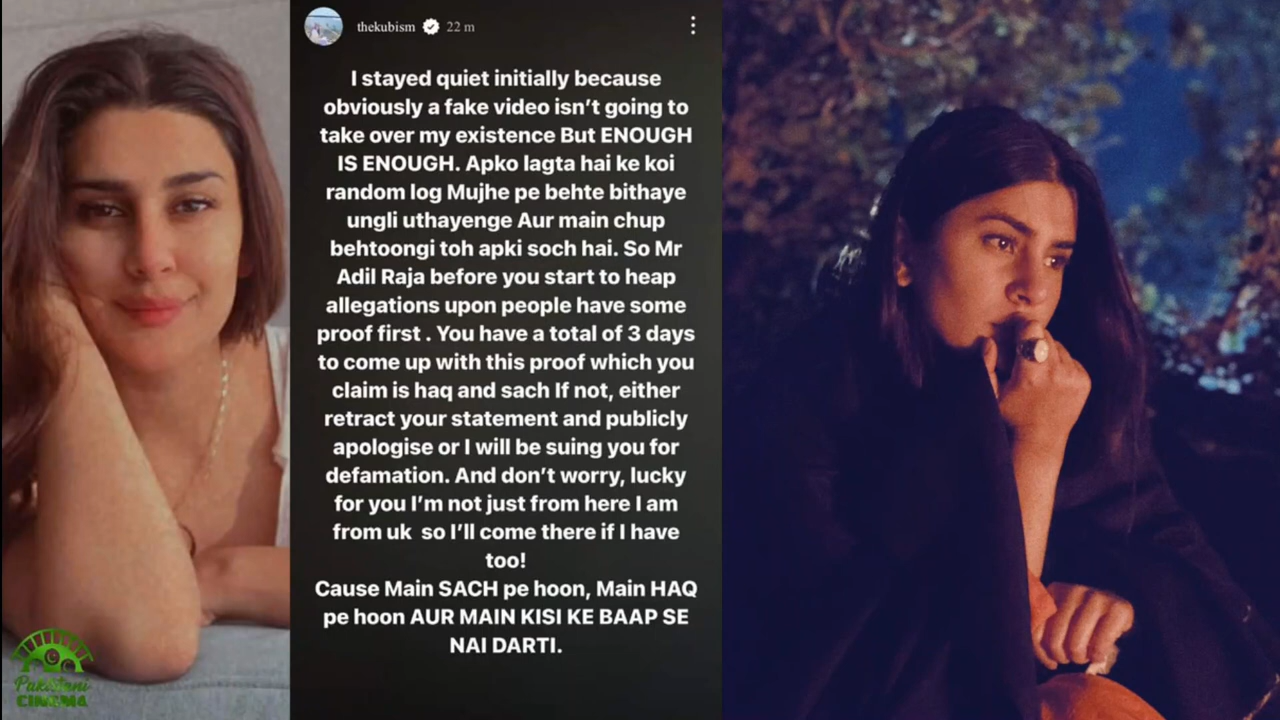 thekubism 22 m
I stayed quiet initially because
obviously a fake video isn’t going to
take over my existence But ENOUGH
IS ENOUGH. Apko lagta hai ke koi
random log Mujhe pe behte bithaye
ungli uthayenge Aur main chup
behtoongi toh apki soch hai. So Mr
Adil Raja before you start to heap
allegations upon people have some
proof first . You have a total of 3 days
to come up with this proof which you
claim is haq and sach If not, either
retract your statement and publicly
apologise or I will be suing you for
defamation. And don’t worry, lucky
for you I’m not just from here I am
from uk  so I’ll come there if I have
too!
Cause Main SACH pe hoon, Main HAQ
pe hoon AUR MAIN KISI KE BAAP SE
NAI DARTI.
Pakistani
CINEMA